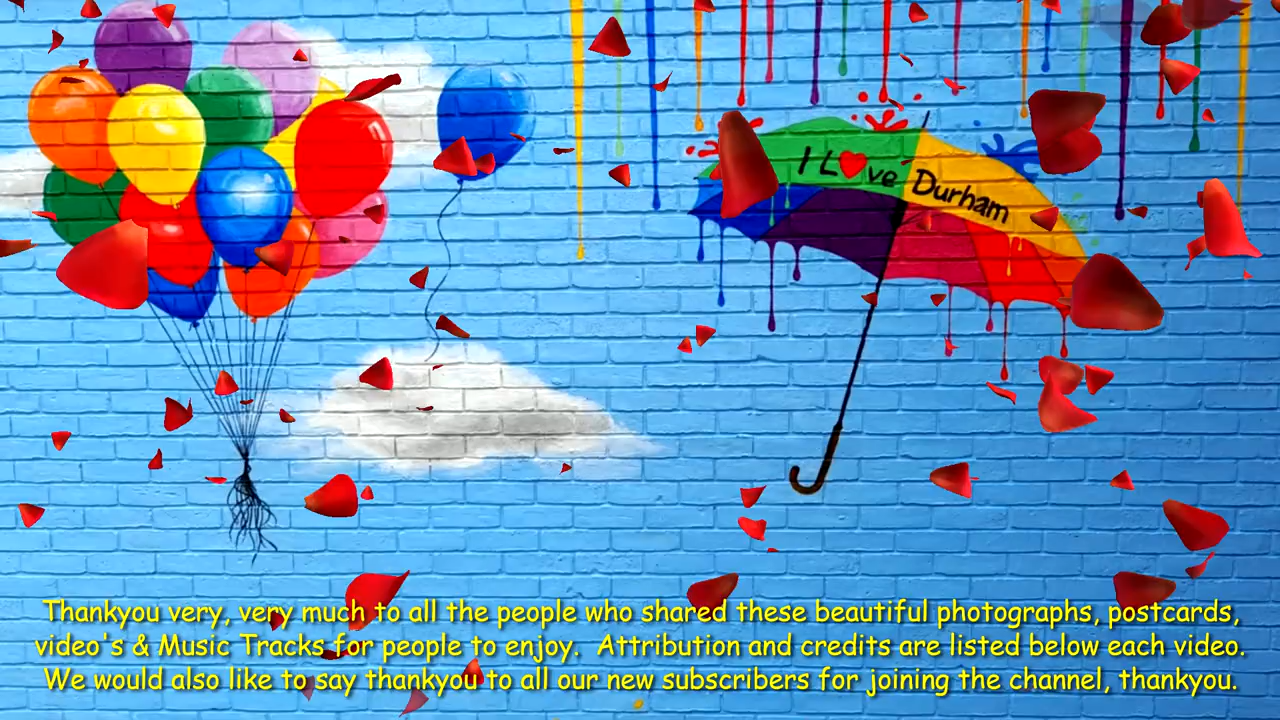 I Love Durham
Thankyou very, very much to all the people who shared these beautiful photographs, postcards,
video's & Music Tracks for people to enjoy.  Attribution and credits are listed below each video.
We would also like to say thankyou to all our new subscribers for joining the channel, thankyou.